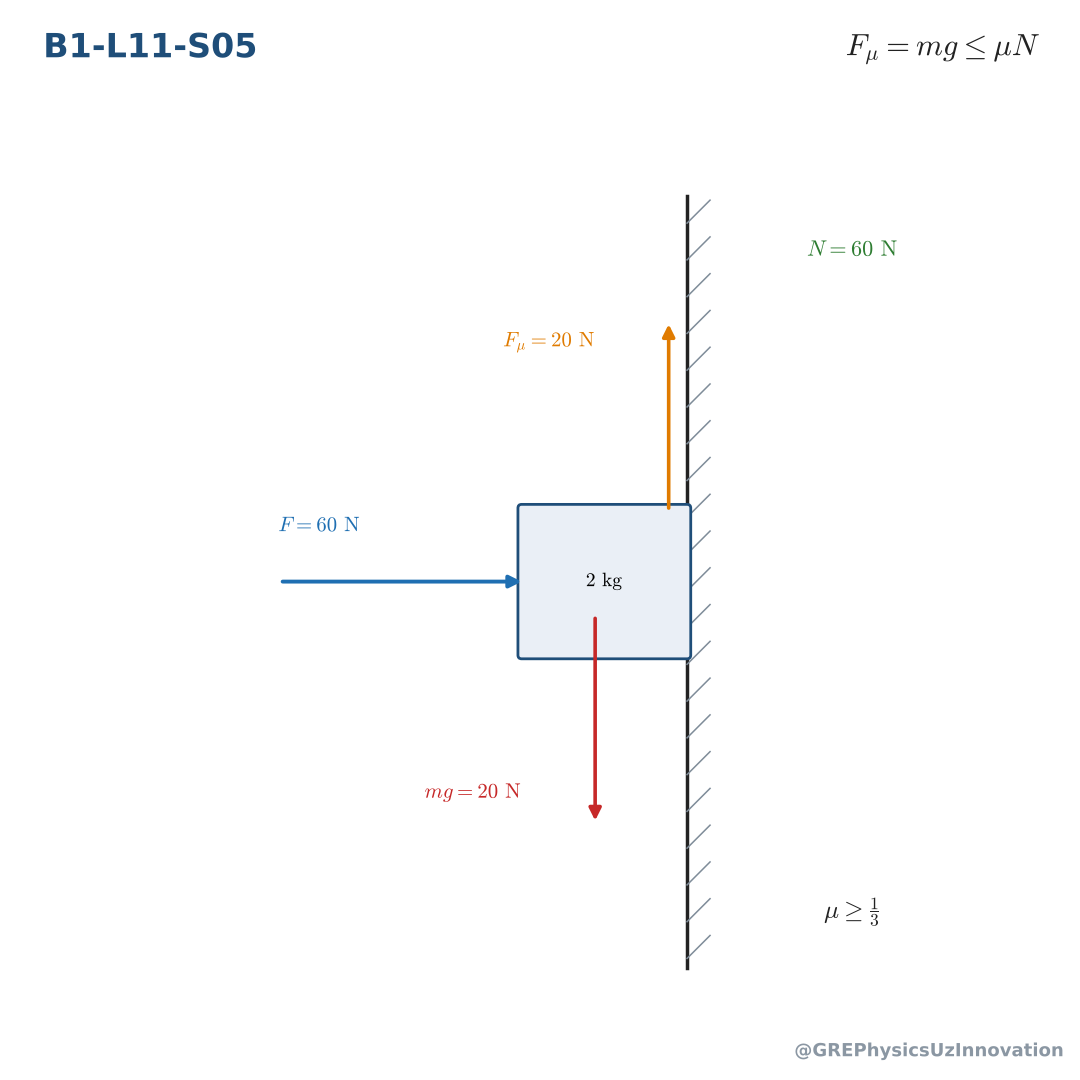 B1-L11-S05
F_μ = mg ≤ μN
N = 60 N
F_μ = 20 N
F = 60 N
2 kg
mg = 20 N
μ ≥ 1/3
@GREPhysicsUzInnovation